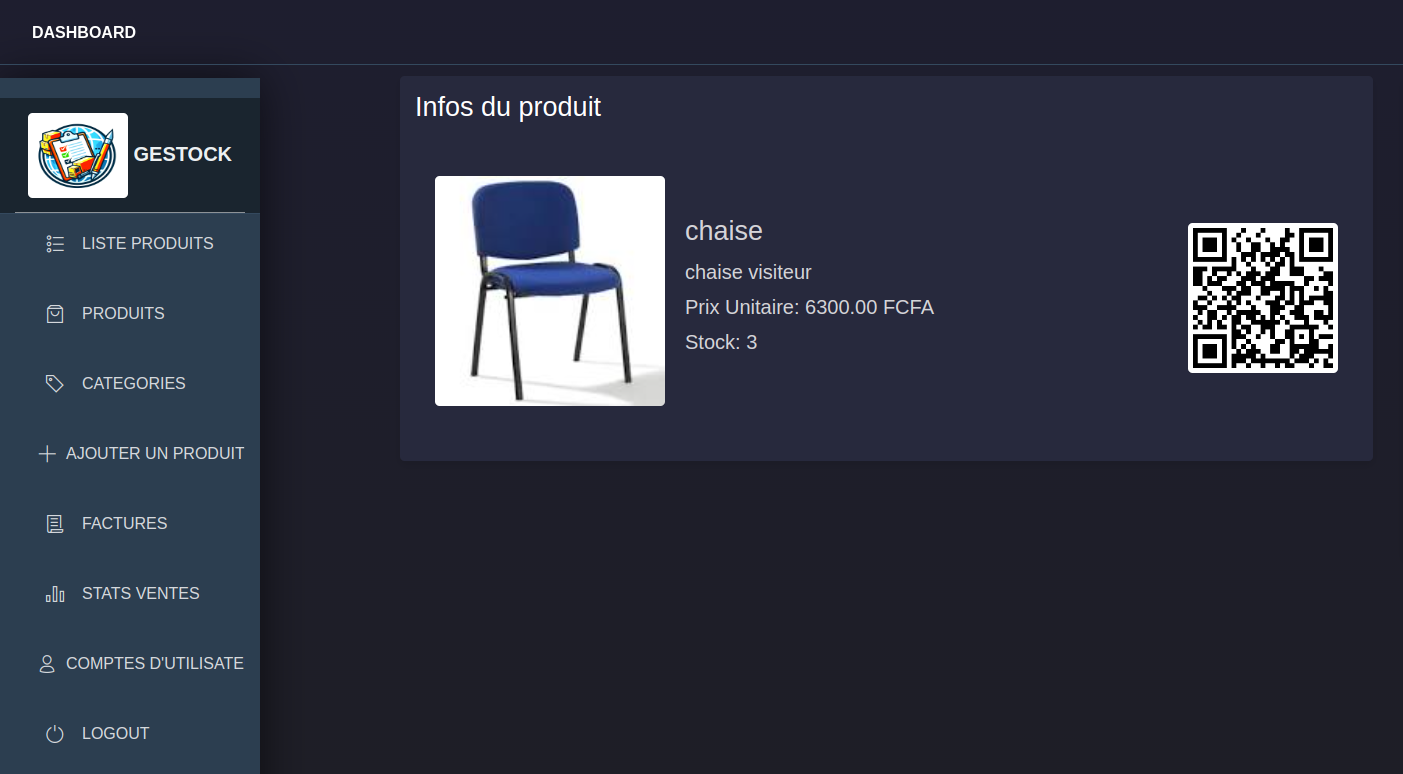 DASHBOARD
GESTOCK
LISTE PRODUITS
PRODUITS
CATEGORIES
AJOUTER UN PRODUIT
FACTURES
STATS VENTES
COMPTES D'UTILISATE
LOGOUT
Infos du produit
chaise
chaise visiteur
Prix Unitaire: 6300.00 FCFA
Stock: 3